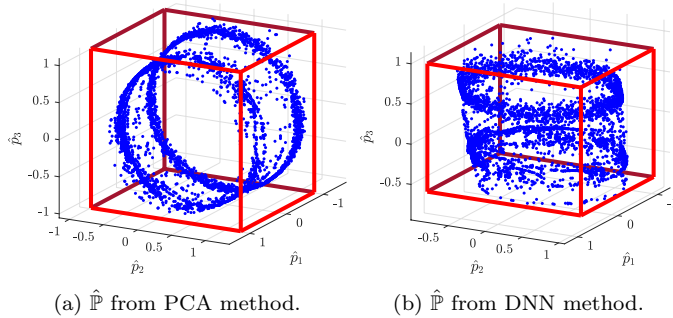 1
0.5
0
-0.5
-1
p̂3
-1 -0.5 0 0.5 1
p̂2
1 0 -1
p̂1
1
0.5
0
-0.5
p̂3
-0.5 0 0.5 1
p̂2
1 0 -1
p̂1
(a) ℙ̂ from PCA method.
(b) ℙ̂ from DNN method.